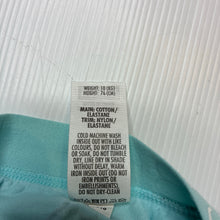 WEIGHT: 10 (KG)
HEIGHT: 76 (CM)
MAIN: COTTON/
ELASTANE
TRIM: NYLON/
ELASTANE
COLD MACHINE WASH
INSIDE OUT WITH LIKE
COLOURS, DO NOT BLEACH
OR SOAK, DO NOT TUMBLE
DRY. LINE DRY IN SHADE
WITHOUT DELAY, WARM
IRON INSIDE OUT (DO NOT
IRON FROM PRINTS OR
EMBELLISHMENTS)
DO NOT DRY-CLEAN